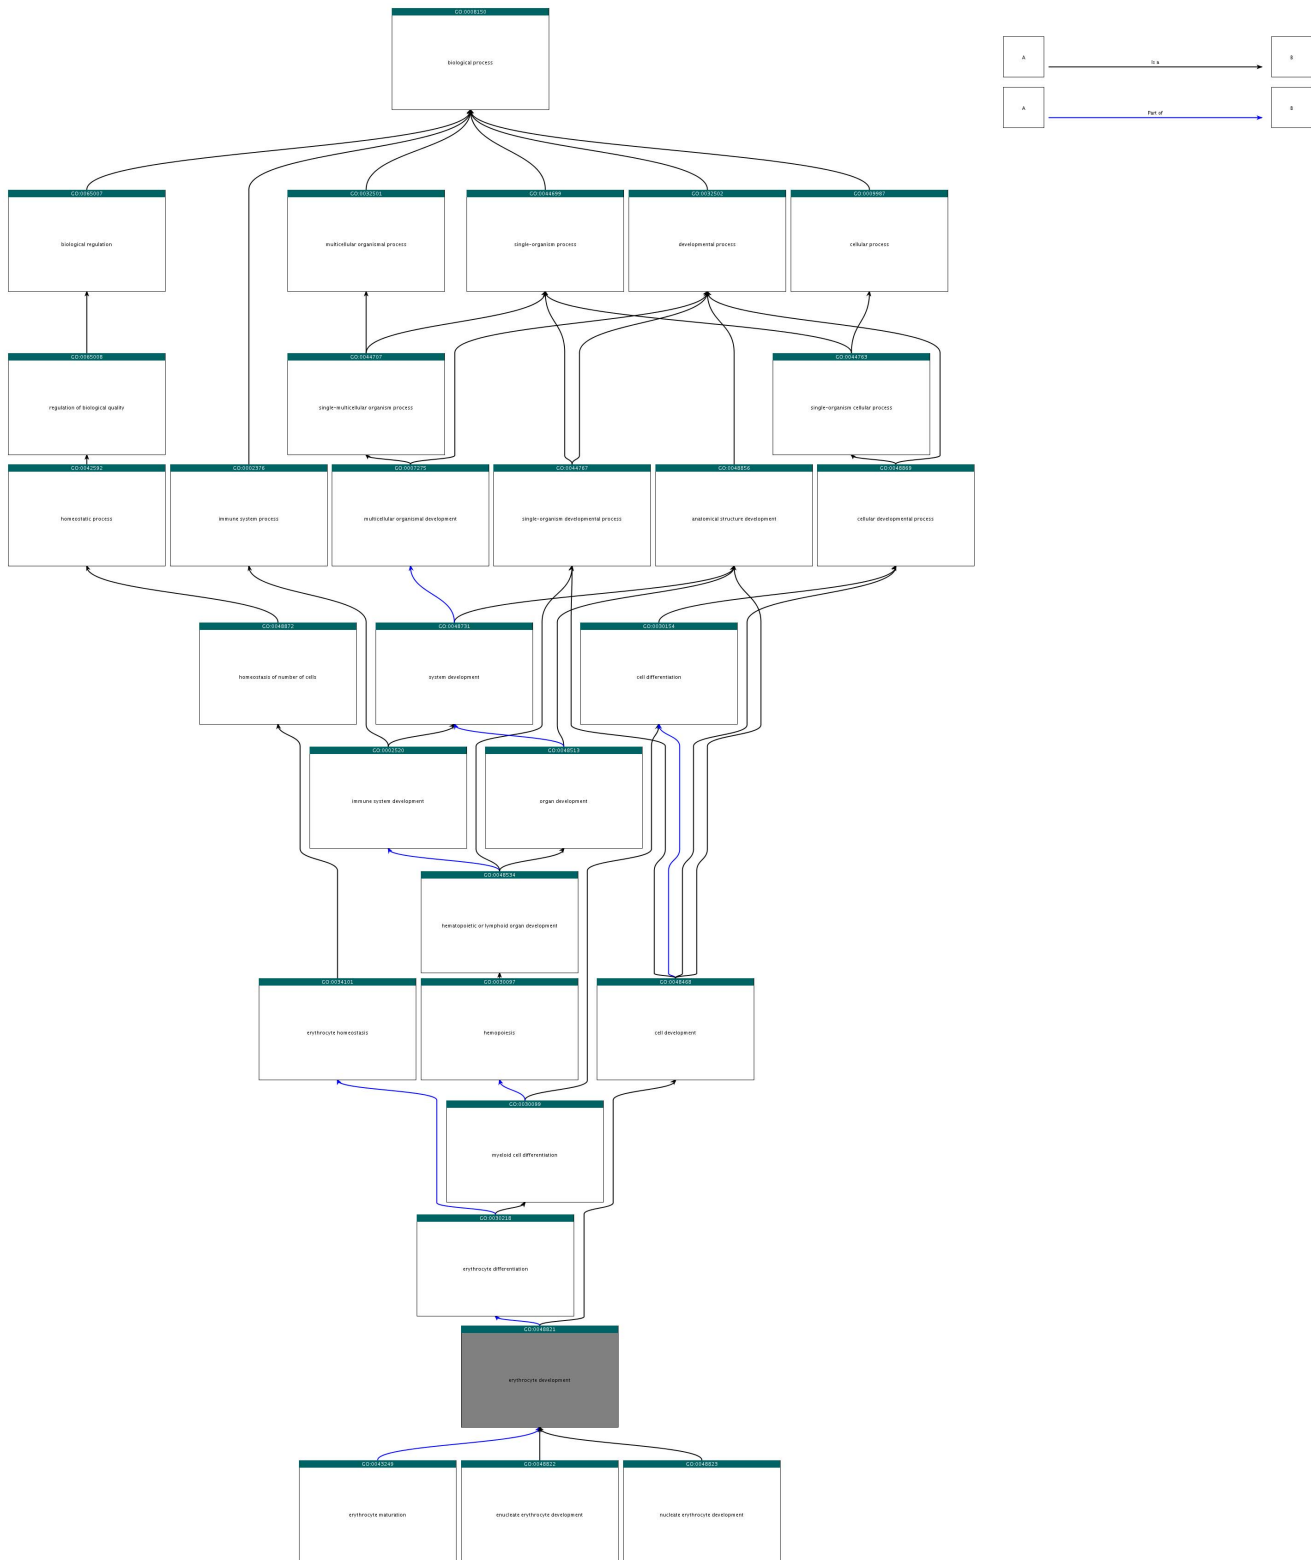 GO:0008150
biological process
A
Is a
B
A
Part of
B
GO:0065007
GO:0032501
GO:0044699
GO:0032502
GO:0009987
biological regulation
multicellular organismal process
single-organism process
developmental process
cellular process
GO:0065008
GO:0044707
GO:0044763
regulation of biological quality
single-multicellular organism process
single-organism cellular process
GO:0042592
GO:0002376
GO:0007275
GO:0044767
GO:0048856
GO:0048869
homeostatic process
immune system process
multicellular organismal development
single-organism developmental process
anatomical structure development
cellular developmental process
GO:0048872
GO:0048731
GO:0030154
homeostasis of number of cells
system development
cell differentiation
GO:0002520
GO:0048513
immune system development
organ development
GO:0048534
hematopoietic or lymphoid organ development
GO:0034101
GO:0030097
GO:0048468
erythrocyte homeostasis
hemopoiesis
cell development
GO:0030099
myeloid cell differentiation
GO:0030218
erythrocyte differentiation
GO:0048821
erythrocyte development
GO:0043249
GO:0048822
GO:0048823
erythrocyte maturation
enucleate erythrocyte development
nucleate erythrocyte development